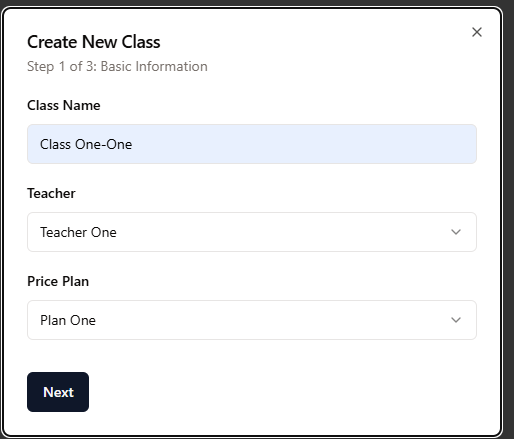 Create New Class
Step 1 of 3: Basic Information
Class Name
Class One-One
Teacher
Teacher One
Price Plan
Plan One
Next